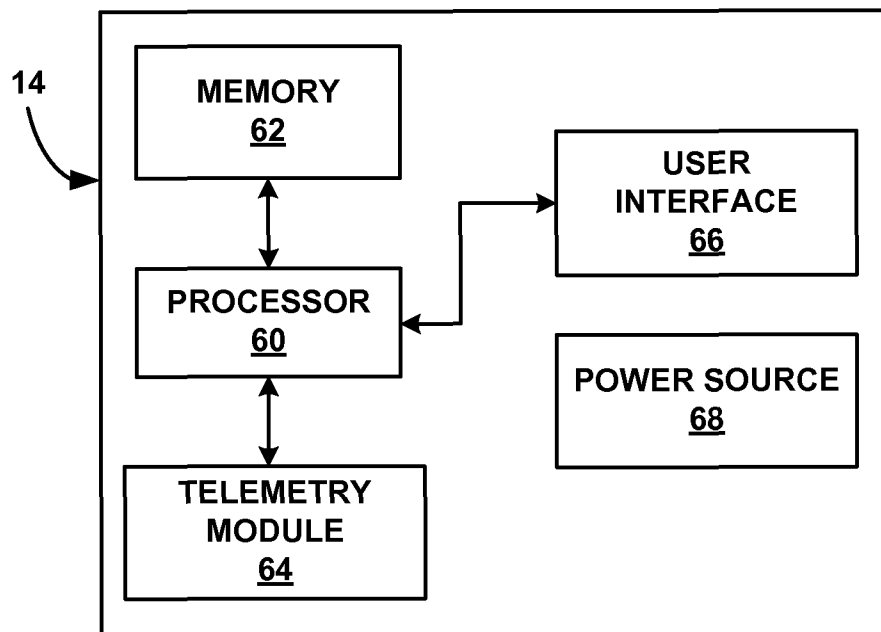 14
MEMORY
62
USER
INTERFACE
66
PROCESSOR
60
POWER SOURCE
68
TELEMETRY
MODULE
64